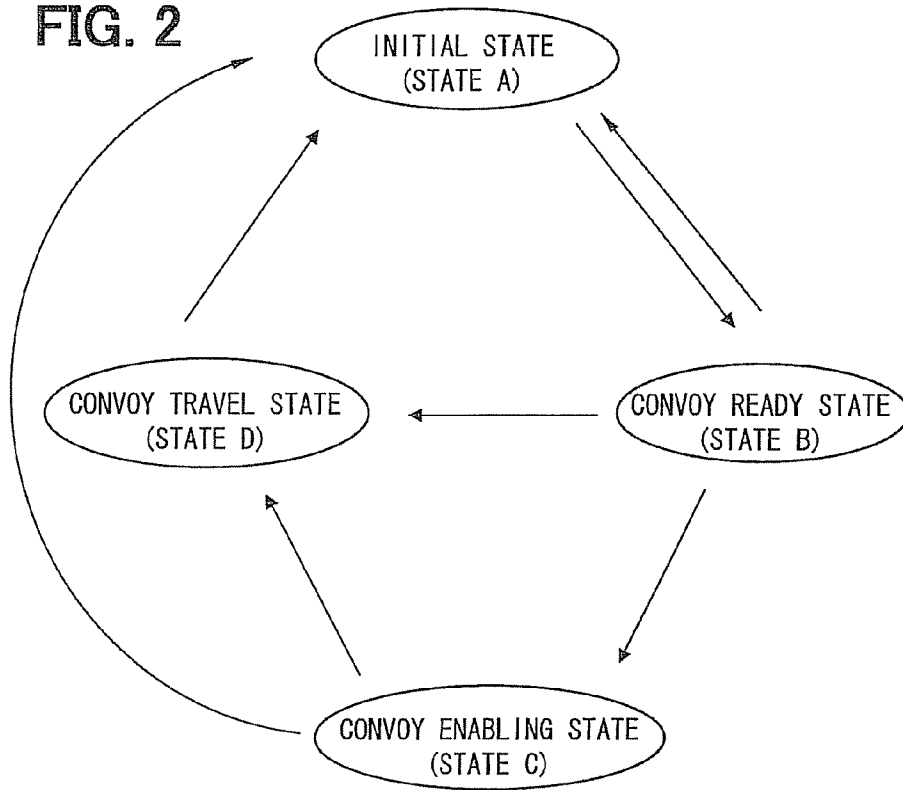 FIG. 2
INITIAL STATE
(STATE A)
CONVOY TRAVEL STATE
(STATE D)
CONVOY READY STATE
(STATE B)
CONVOY ENABLING STATE
(STATE C)